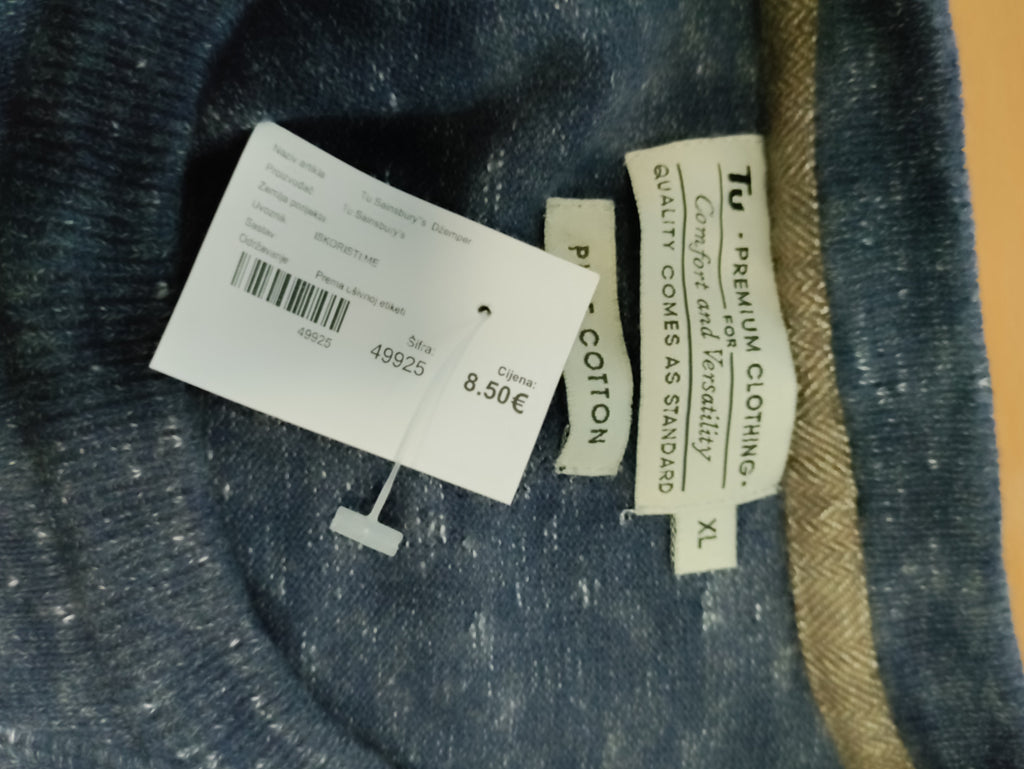 Naziv artikla Tu Sainsbury's Džemper
Proizvođač Tu Sainsbury's
Zemlja porijekla
Uvoznik ISKORISTI.ME
Sastav
Održavanje Prema ušivnoj etiketi
49925
Šifra:
49925
Cijena:
8.50€
COTTON
Tu • PREMIUM CLOTHING.
FOR
Comfort and Versatility
QUALITY COMES AS STANDARD
XL